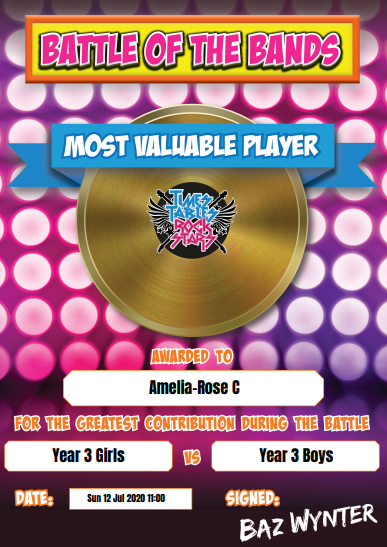 BATTLE OF THE BANDS
MOST VALUABLE PLAYER
TIMES
TABLES
ROCK
STARS
AWARDED TO
Amelia-Rose C
FOR THE GREATEST CONTRIBUTION DURING THE BATTLE
Year 3 Girls VS Year 3 Boys
DATE: Sun 12 Jul 2020 11:00 SIGNED:
BAZ WYNTER